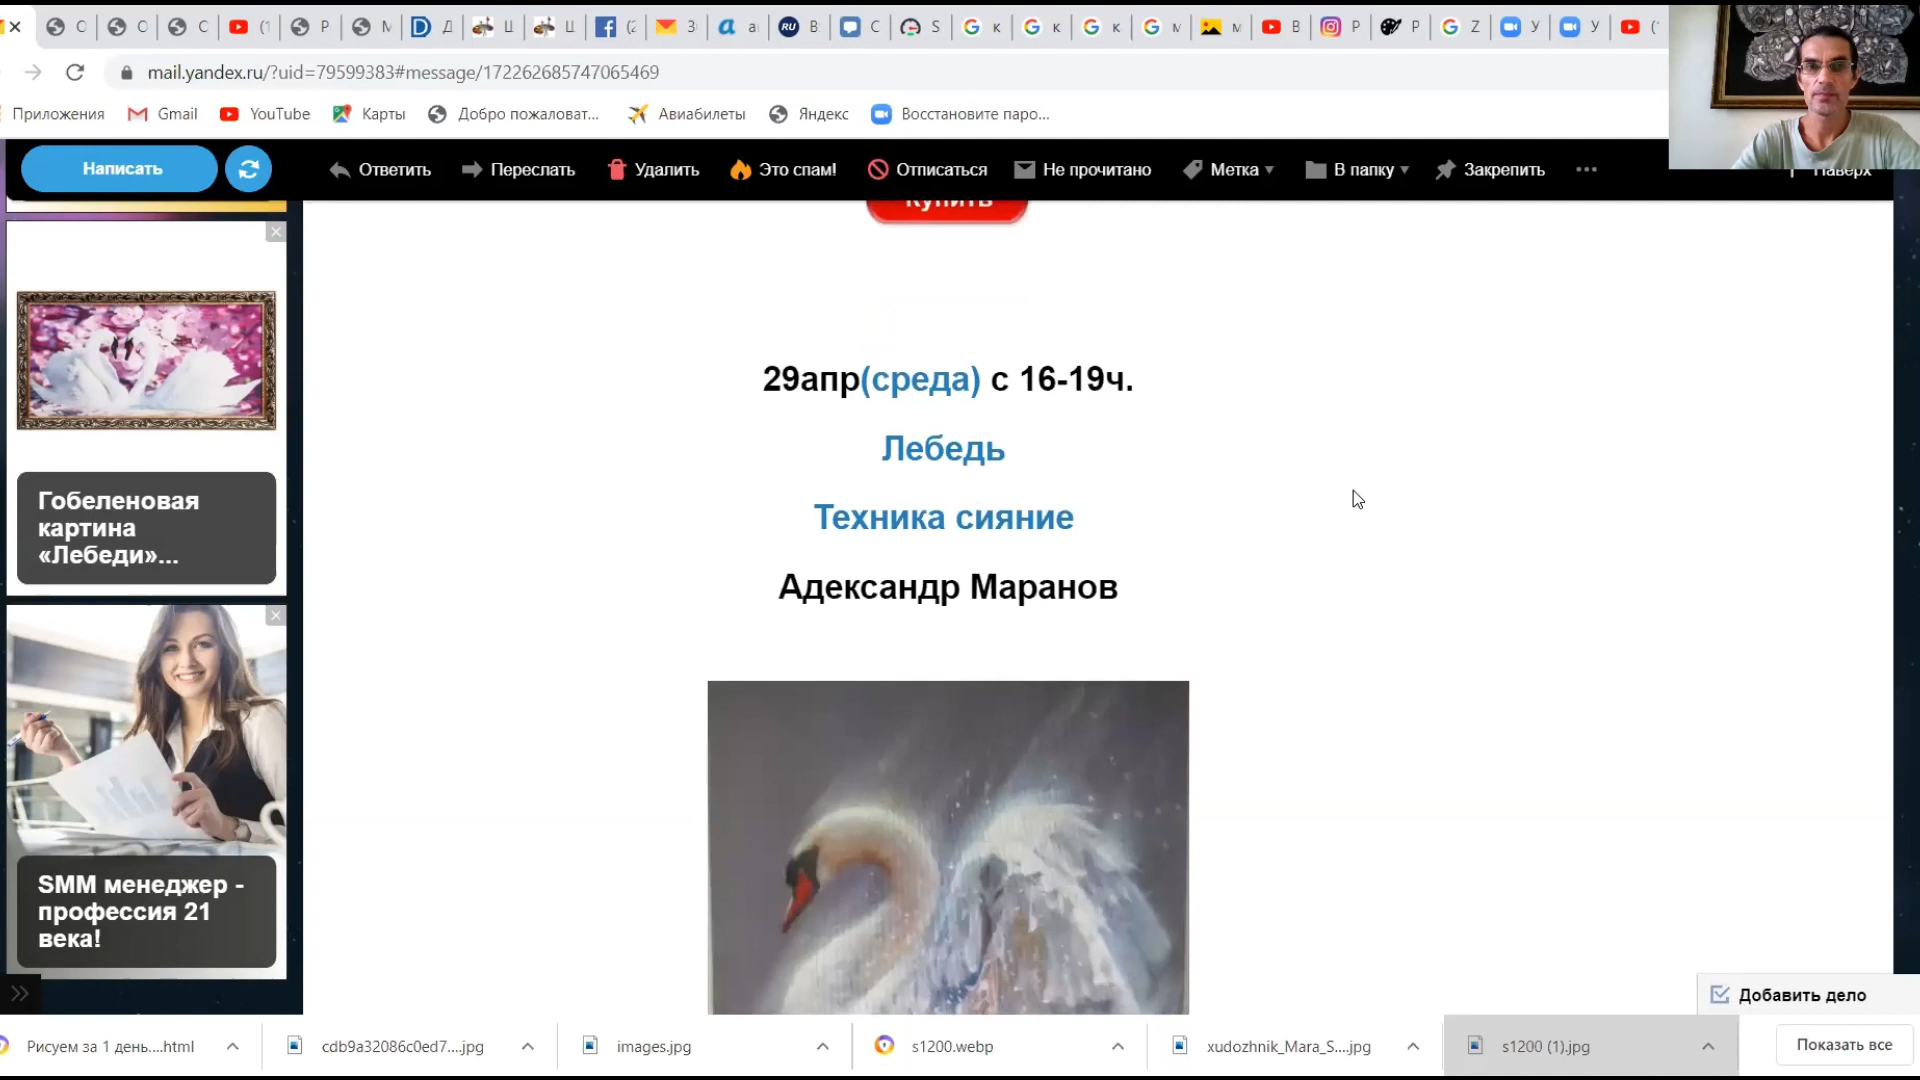 mail.yandex.ru/?uid=79599383#message/172262685747065469
Приложения Gmail YouTube Карты Добро пожаловат... Авиабилеты Яндекс Восстановите паро...
Написать Ответить Переслать Удалить Это спам! Отписаться Не прочитано Метка В папку Закрепить ... Наверх
Купить
29апр(среда) с 16-19ч.
Лебедь
Техника сияние
Адександр Маранов
Гобеленовая
картина
«Лебеди»...
SMM менеджер -
профессия 21
века!
Добавить дело
Рисуем за 1 день....html cdb9a32086c0ed7....jpg images.jpg s1200.webp xudozhnik_Mara_S....jpg s1200 (1).jpg Показать все